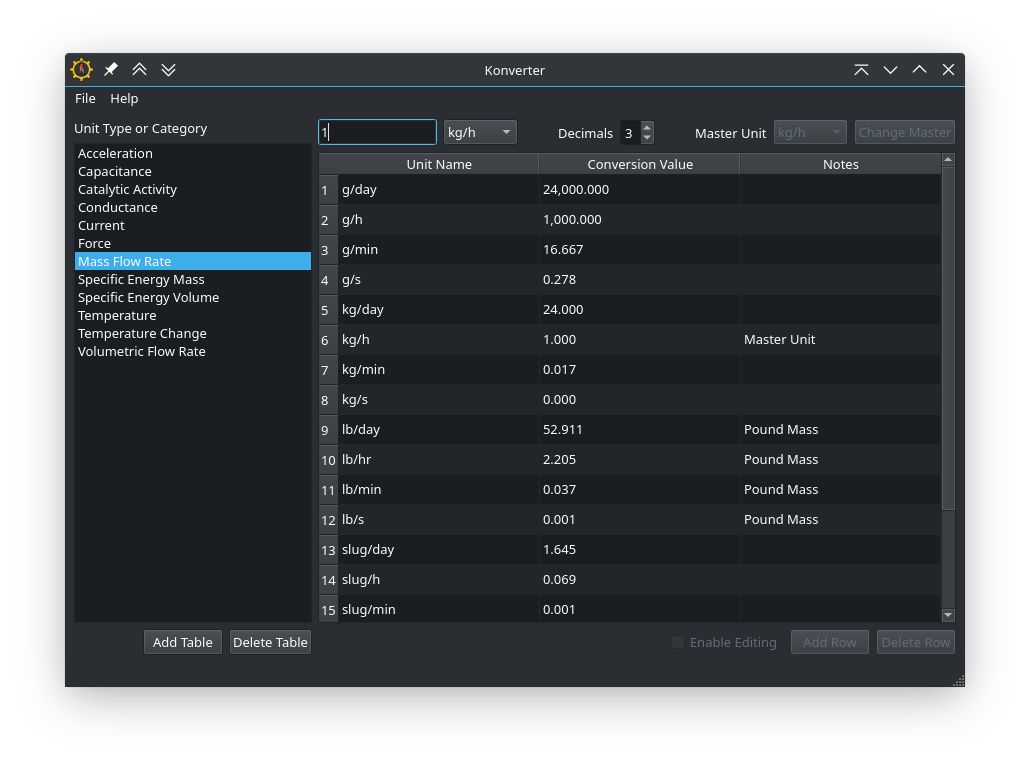 Konverter
File Help
Unit Type or Category
Acceleration
Capacitance
Catalytic Activity
Conductance
Current
Force
Mass Flow Rate
Specific Energy Mass
Specific Energy Volume
Temperature
Temperature Change
Volumetric Flow Rate
Add Table Delete Table
1 kg/h Decimals 3 Master Unit kg/h Change Master
Unit Name Conversion Value Notes
1 g/day 24,000.000
2 g/h 1,000.000
3 g/min 16.667
4 g/s 0.278
5 kg/day 24.000
6 kg/h 1.000 Master Unit
7 kg/min 0.017
8 kg/s 0.000
9 lb/day 52.911 Pound Mass
10 lb/hr 2.205 Pound Mass
11 lb/min 0.037 Pound Mass
12 lb/s 0.001 Pound Mass
13 slug/day 1.645
14 slug/h 0.069
15 slug/min 0.001
Enable Editing Add Row Delete Row